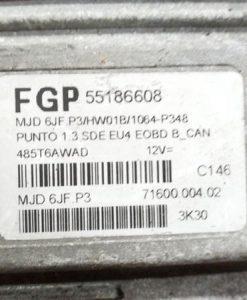 FGP 55186608
MJD 6JF.P3/HW01B/1064-P348
PUNTO 1.3 SDE EU4 EOBD B_CAN
485T6AWAD 12V=
C146
MJD 6JF.P3 71600.004.02
3K30